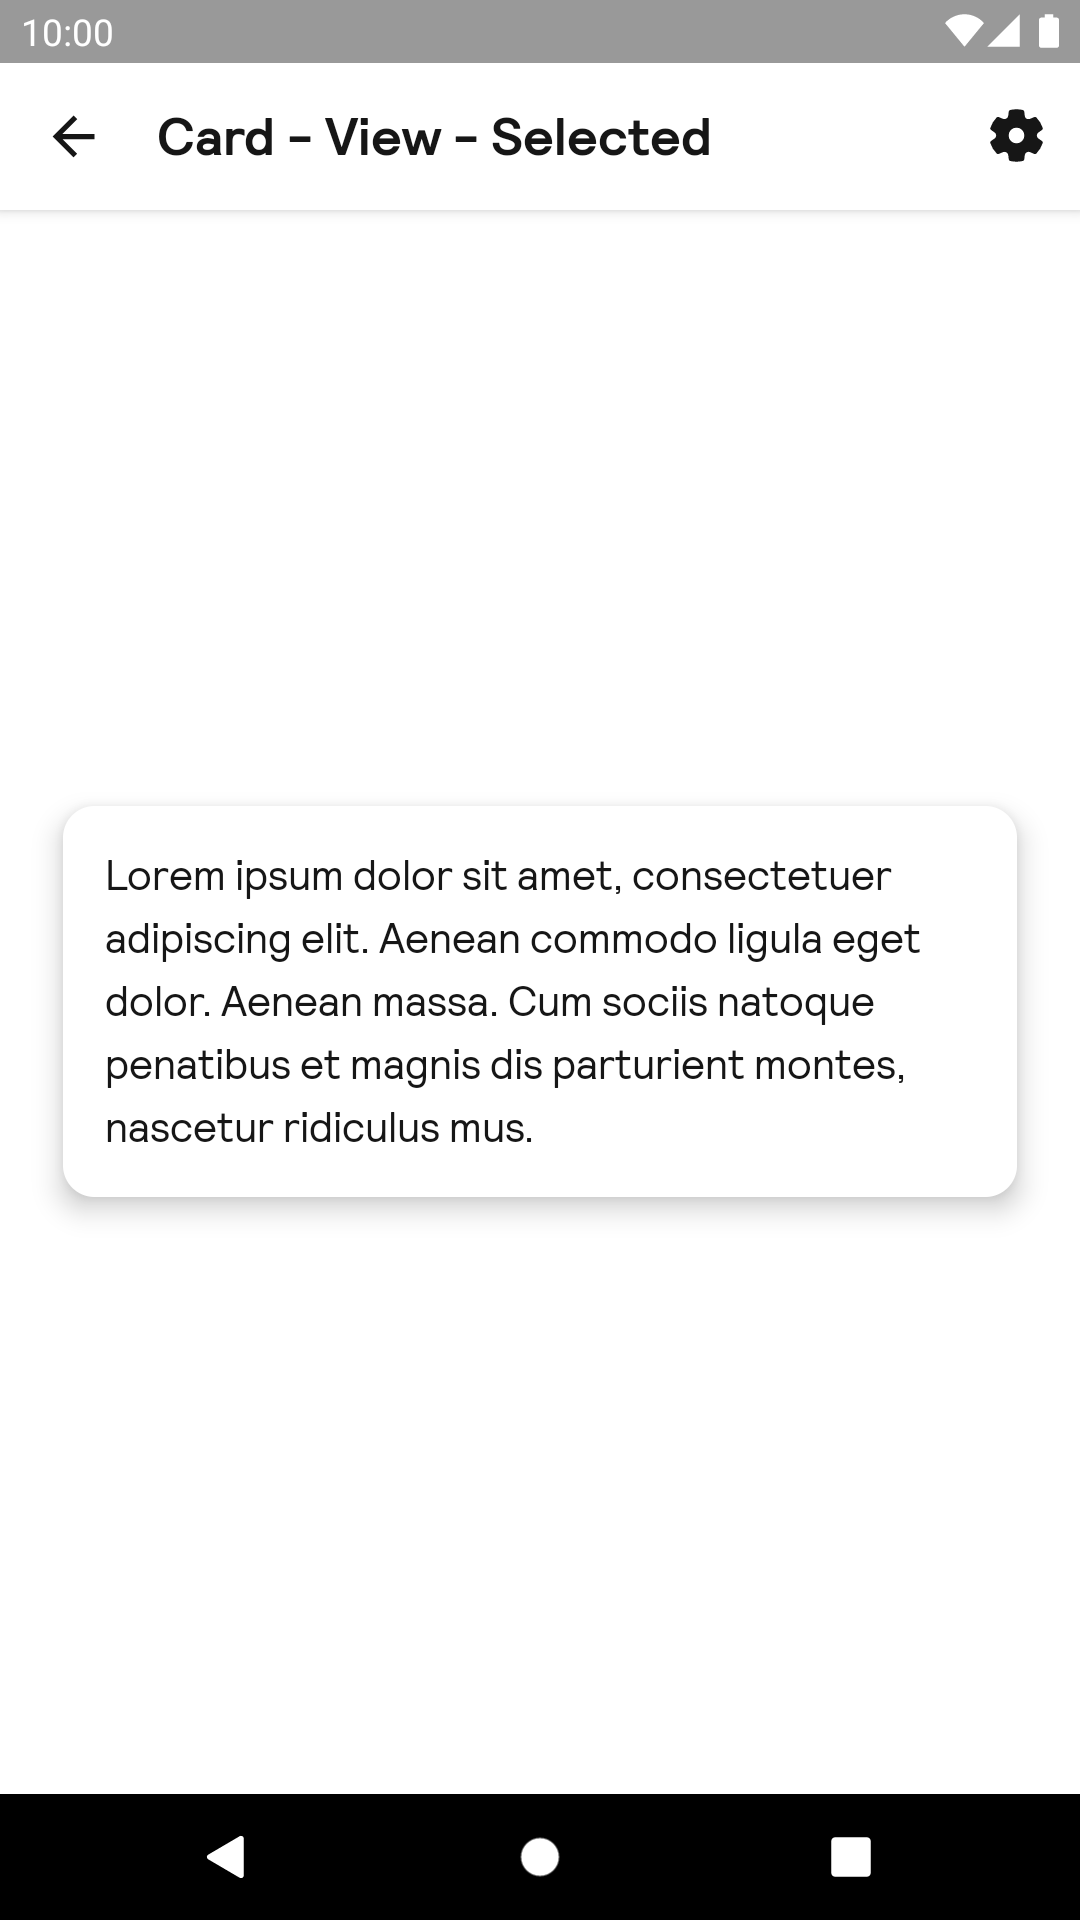 10:00
Card - View - Selected
Lorem ipsum dolor sit amet, consectetuer
adipiscing elit. Aenean commodo ligula eget
dolor. Aenean massa. Cum sociis natoque
penatibus et magnis dis parturient montes,
nascetur ridiculus mus.